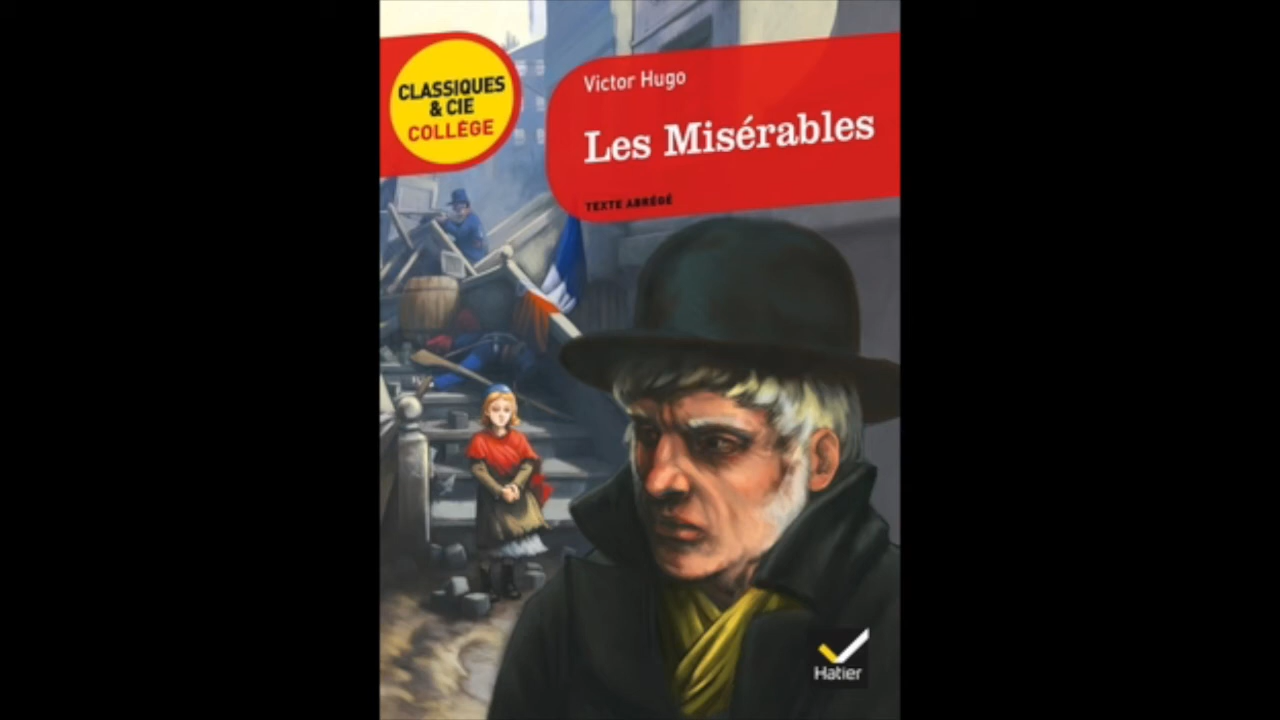 CLASSIQUES
& CIE
COLLÈGE
Victor Hugo
Les Misérables
TEXTE ABRÉGÉ
Hatier